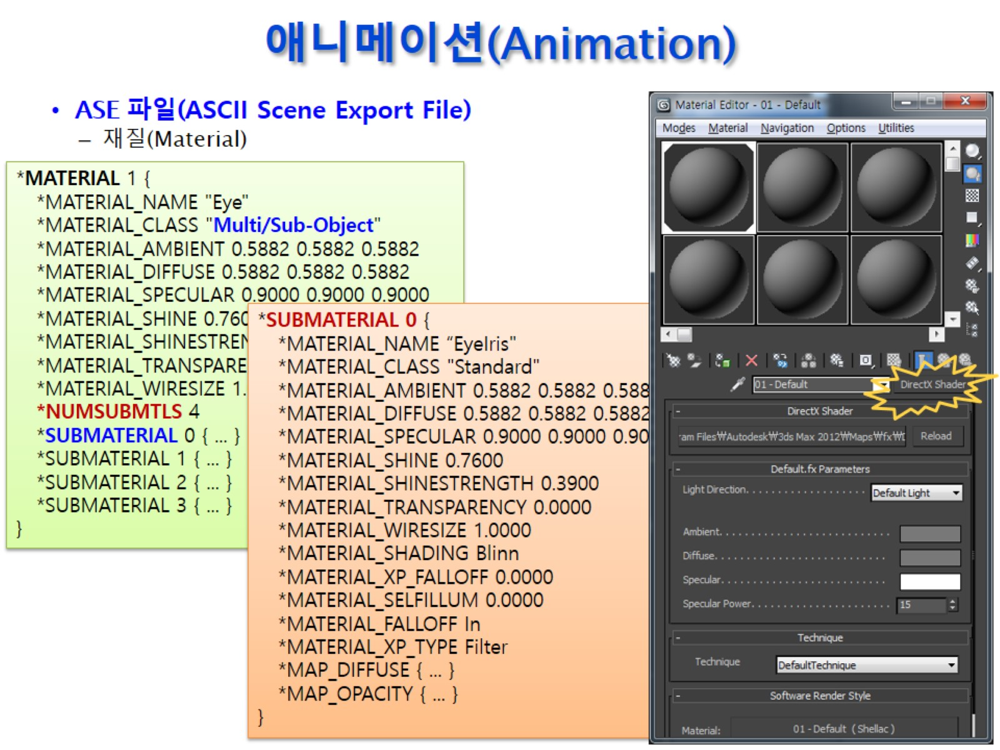 애니메이션(Animation)
• ASE 파일(ASCII Scene Export File)
– 재질(Material)
*MATERIAL 1 {
*MATERIAL_NAME "Eye"
*MATERIAL_CLASS "Multi/Sub-Object"
*MATERIAL_AMBIENT 0.5882 0.5882 0.5882
*MATERIAL_DIFFUSE 0.5882 0.5882 0.5882
*MATERIAL_SPECULAR 0.9000 0.9000 0.9000
*MATERIAL_SHINE 0.760
*MATERIAL_SHINESTREN
*MATERIAL_TRANSPARE
*MATERIAL_WIRESIZE 1.
*NUMSUBMTLS 4
*SUBMATERIAL 0 { ... }
*SUBMATERIAL 1 { ... }
*SUBMATERIAL 2 { ... }
*SUBMATERIAL 3 { ... }
}
*SUBMATERIAL 0 {
*MATERIAL_NAME “EyeIris"
*MATERIAL_CLASS "Standard"
*MATERIAL_AMBIENT 0.5882 0.5882 0.588
*MATERIAL_DIFFUSE 0.5882 0.5882 0.5882
*MATERIAL_SPECULAR 0.9000 0.9000 0.90
*MATERIAL_SHINE 0.7600
*MATERIAL_SHINESTRENGTH 0.3900
*MATERIAL_TRANSPARENCY 0.0000
*MATERIAL_WIRESIZE 1.0000
*MATERIAL_SHADING Blinn
*MATERIAL_XP_FALLOFF 0.0000
*MATERIAL_SELFILLUM 0.0000
*MATERIAL_FALLOFF In
*MATERIAL_XP_TYPE Filter
*MAP_DIFFUSE { ... }
*MAP_OPACITY { ... }
}
Material Editor - 01 - Default
Modes Material Navigation Options Utilities
01 - Default DirectX Shader
DirectX Shader
ram Files₩Autodesk₩3ds Max 2012₩Maps₩fx₩ Reload
Default.fx Parameters
Light Direction. . . . . . . . . . . . . . . . . . . Default Light
Ambient. . . . . . . . . . . . . . . . . . . . . . . . . . .
Diffuse. . . . . . . . . . . . . . . . . . . . . . . . . . .
Specular. . . . . . . . . . . . . . . . . . . . . . . . . .
Specular Power. . . . . . . . . . . . . . . . . . . . . . 15
Technique
Technique DefaultTechnique
Software Render Style
Material: 01 - Default ( Shellac )